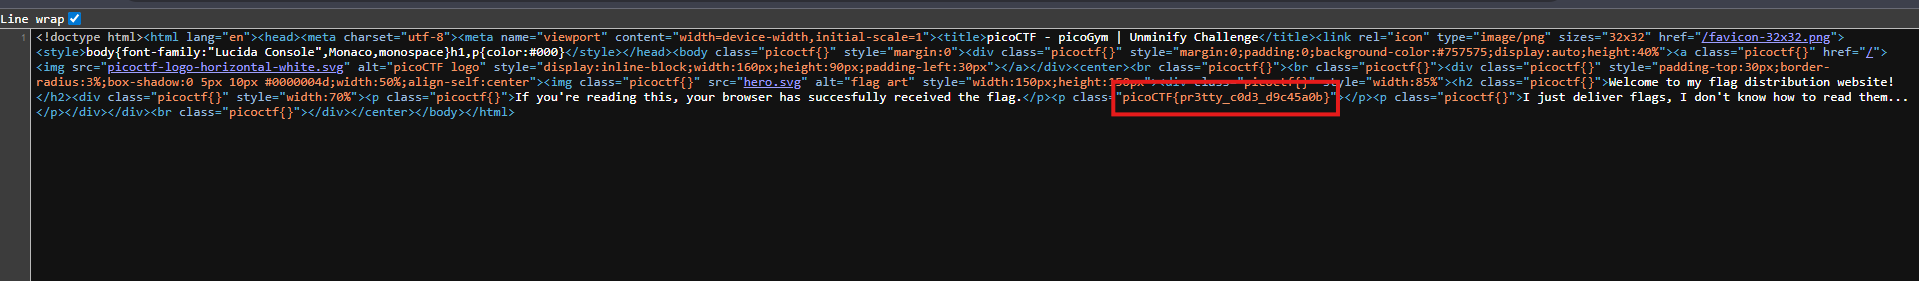 Line wrap
1 <!doctype html><html lang="en"><head><meta charset="utf-8"><meta name="viewport" content="width=device-width,initial-scale=1"><title>picoCTF - picoGym | Unminify Challenge</title><link rel="icon" type="image/png" sizes="32x32" href="/favicon-32x32.png">
<style>body{font-family:"Lucida Console",Monaco,monospace}h1,p{color:#000}</style></head><body class="picoctf{}" style="margin:0"><div class="picoctf{}" style="margin:0;padding:0;background-color:#757575;display:auto;height:40%"><a class="picoctf{}" href="/">
<img src="picoctf-logo-horizontal-white.svg" alt="picoCTF logo" style="display:inline-block;width:160px;height:90px;padding-left:30px"></a></div><center><br class="picoctf{}"><br class="picoctf{}"><div class="picoctf{}" style="padding-top:30px;border-
radius:3%;box-shadow:0 5px 10px #0000004d;width:50%;align-self:center"><img class="picoctf{}" src="hero.svg" alt="flag art" style="width:150px;height:150px"><div class="picoctf{}" style="width:85%"><h2 class="picoctf{}">Welcome to my flag distribution website!
</h2><div class="picoctf{}" style="width:70%"><p class="picoctf{}">If you're reading this, your browser has succesfully received the flag.</p><p class="picoCTF{pr3tty_c0d3_d9c45a0b}"></p><p class="picoctf{}">I just deliver flags, I don't know how to read them...
</p></div></div><br class="picoctf{}"></div></center></body></html>